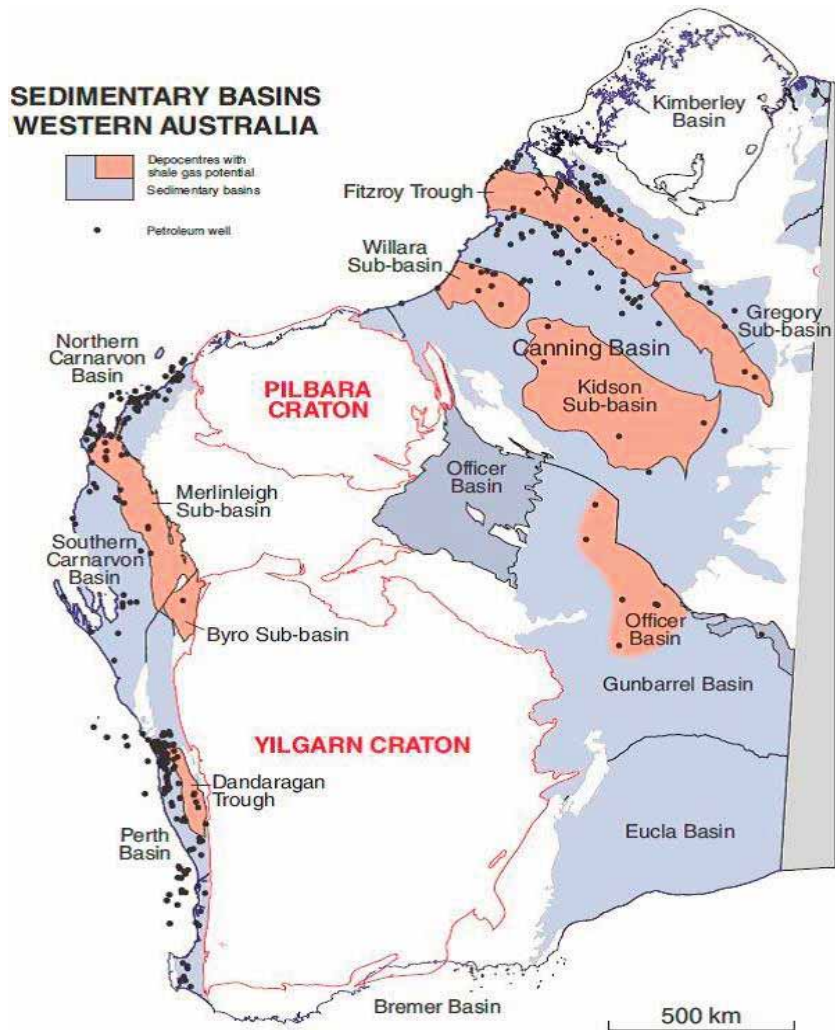 SEDIMENTARY BASINS
WESTERN AUSTRALIA
Depocentres with
shale gas potential
Sedimentary basins
Petroleum well
Kimberley
Basin
Fitzroy Trough
Willara
Sub-basin
Gregory
Sub-basin
Canning Basin
Kidson
Sub-basin
Northern
Carnarvon
Basin
PILBARA
CRATON
Officer
Basin
Merlinleigh
Sub-basin
Southern
Carnarvon
Basin
Byro Sub-basin
Officer
Basin
Gunbarrel Basin
YILGARN CRATON
Dandaragan
Trough
Perth
Basin
Eucla Basin
Bremer Basin
500 km